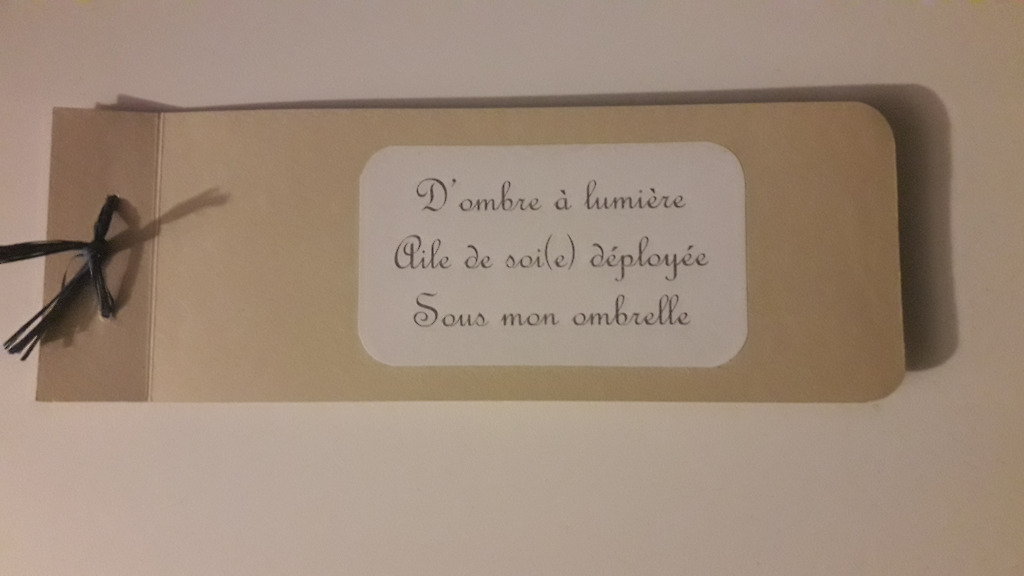 D'ombre à lumière
Aile de soi(e) déployée
Sous mon ombrelle